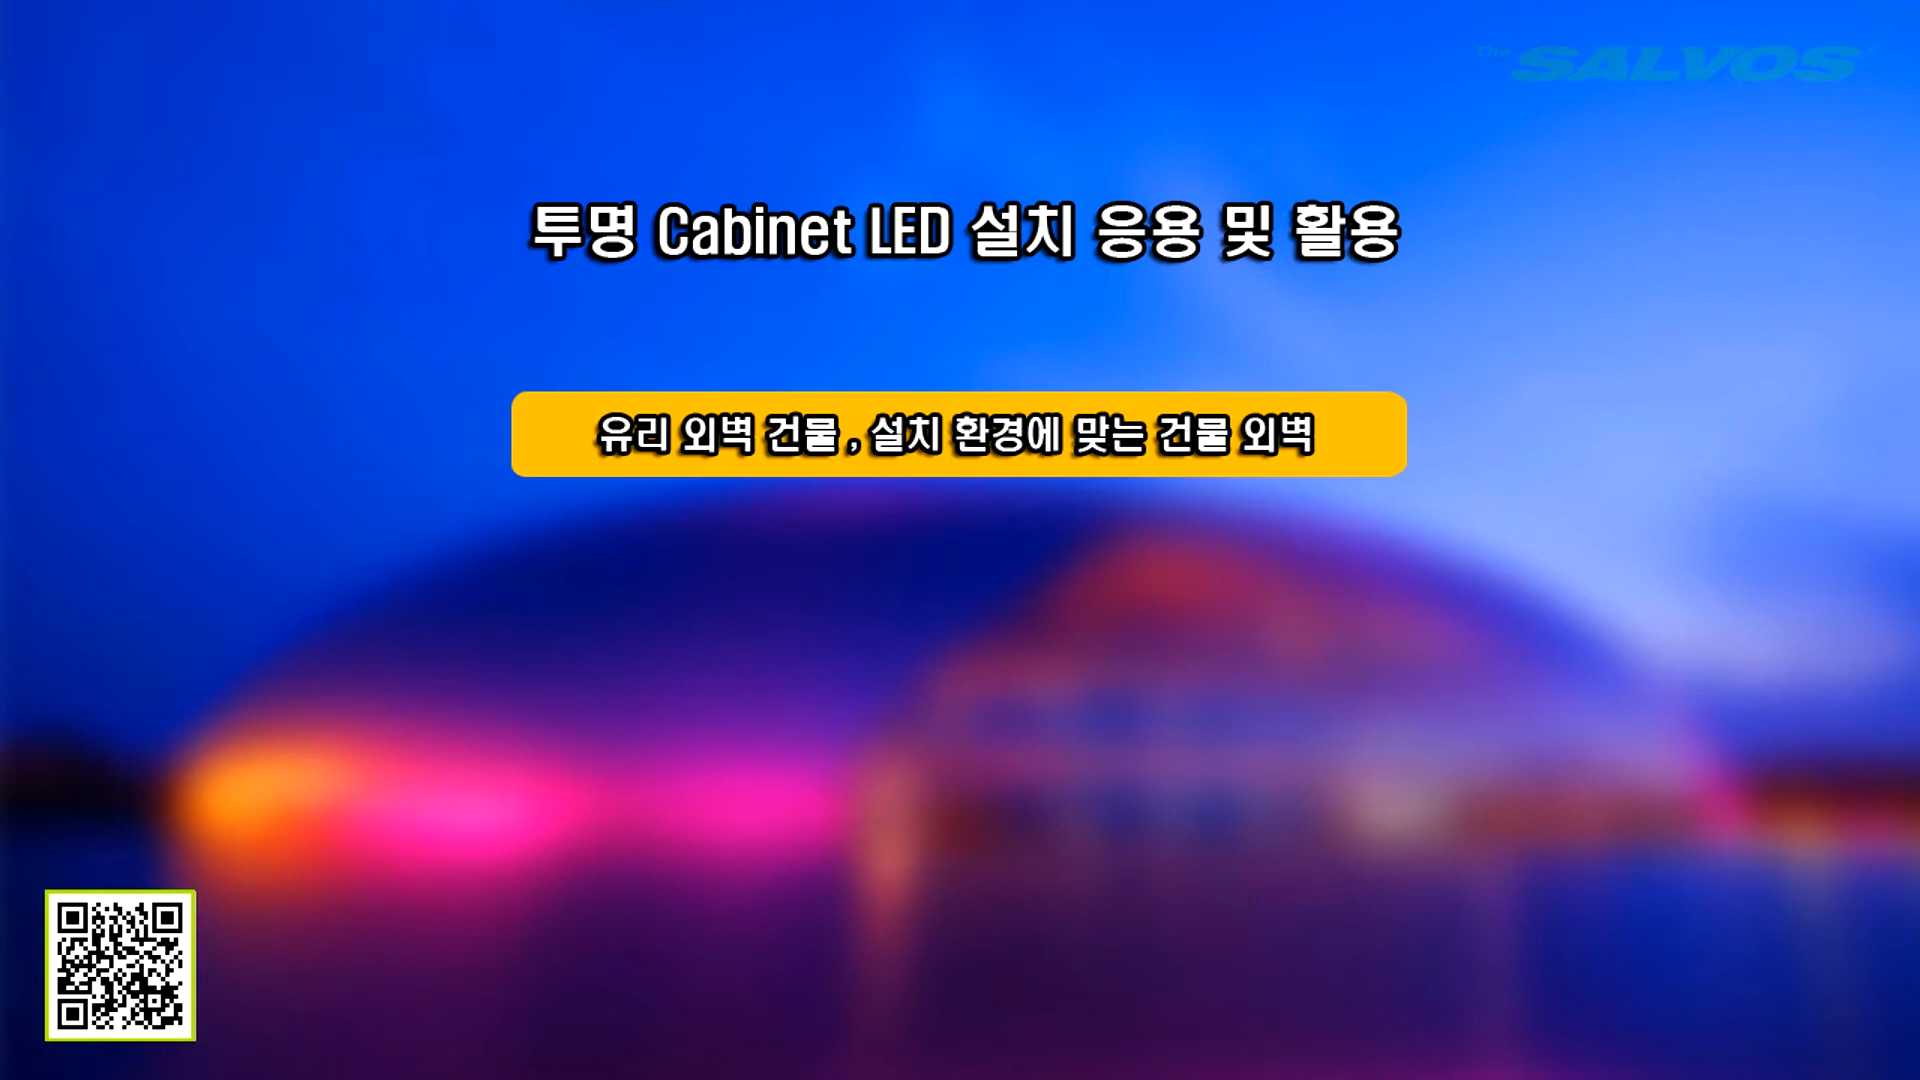 The SALVOS
투명 Cabinet LED 설치 응용 및 활용
유리 외벽 건물 , 설치 환경에 맞는 건물 외벽